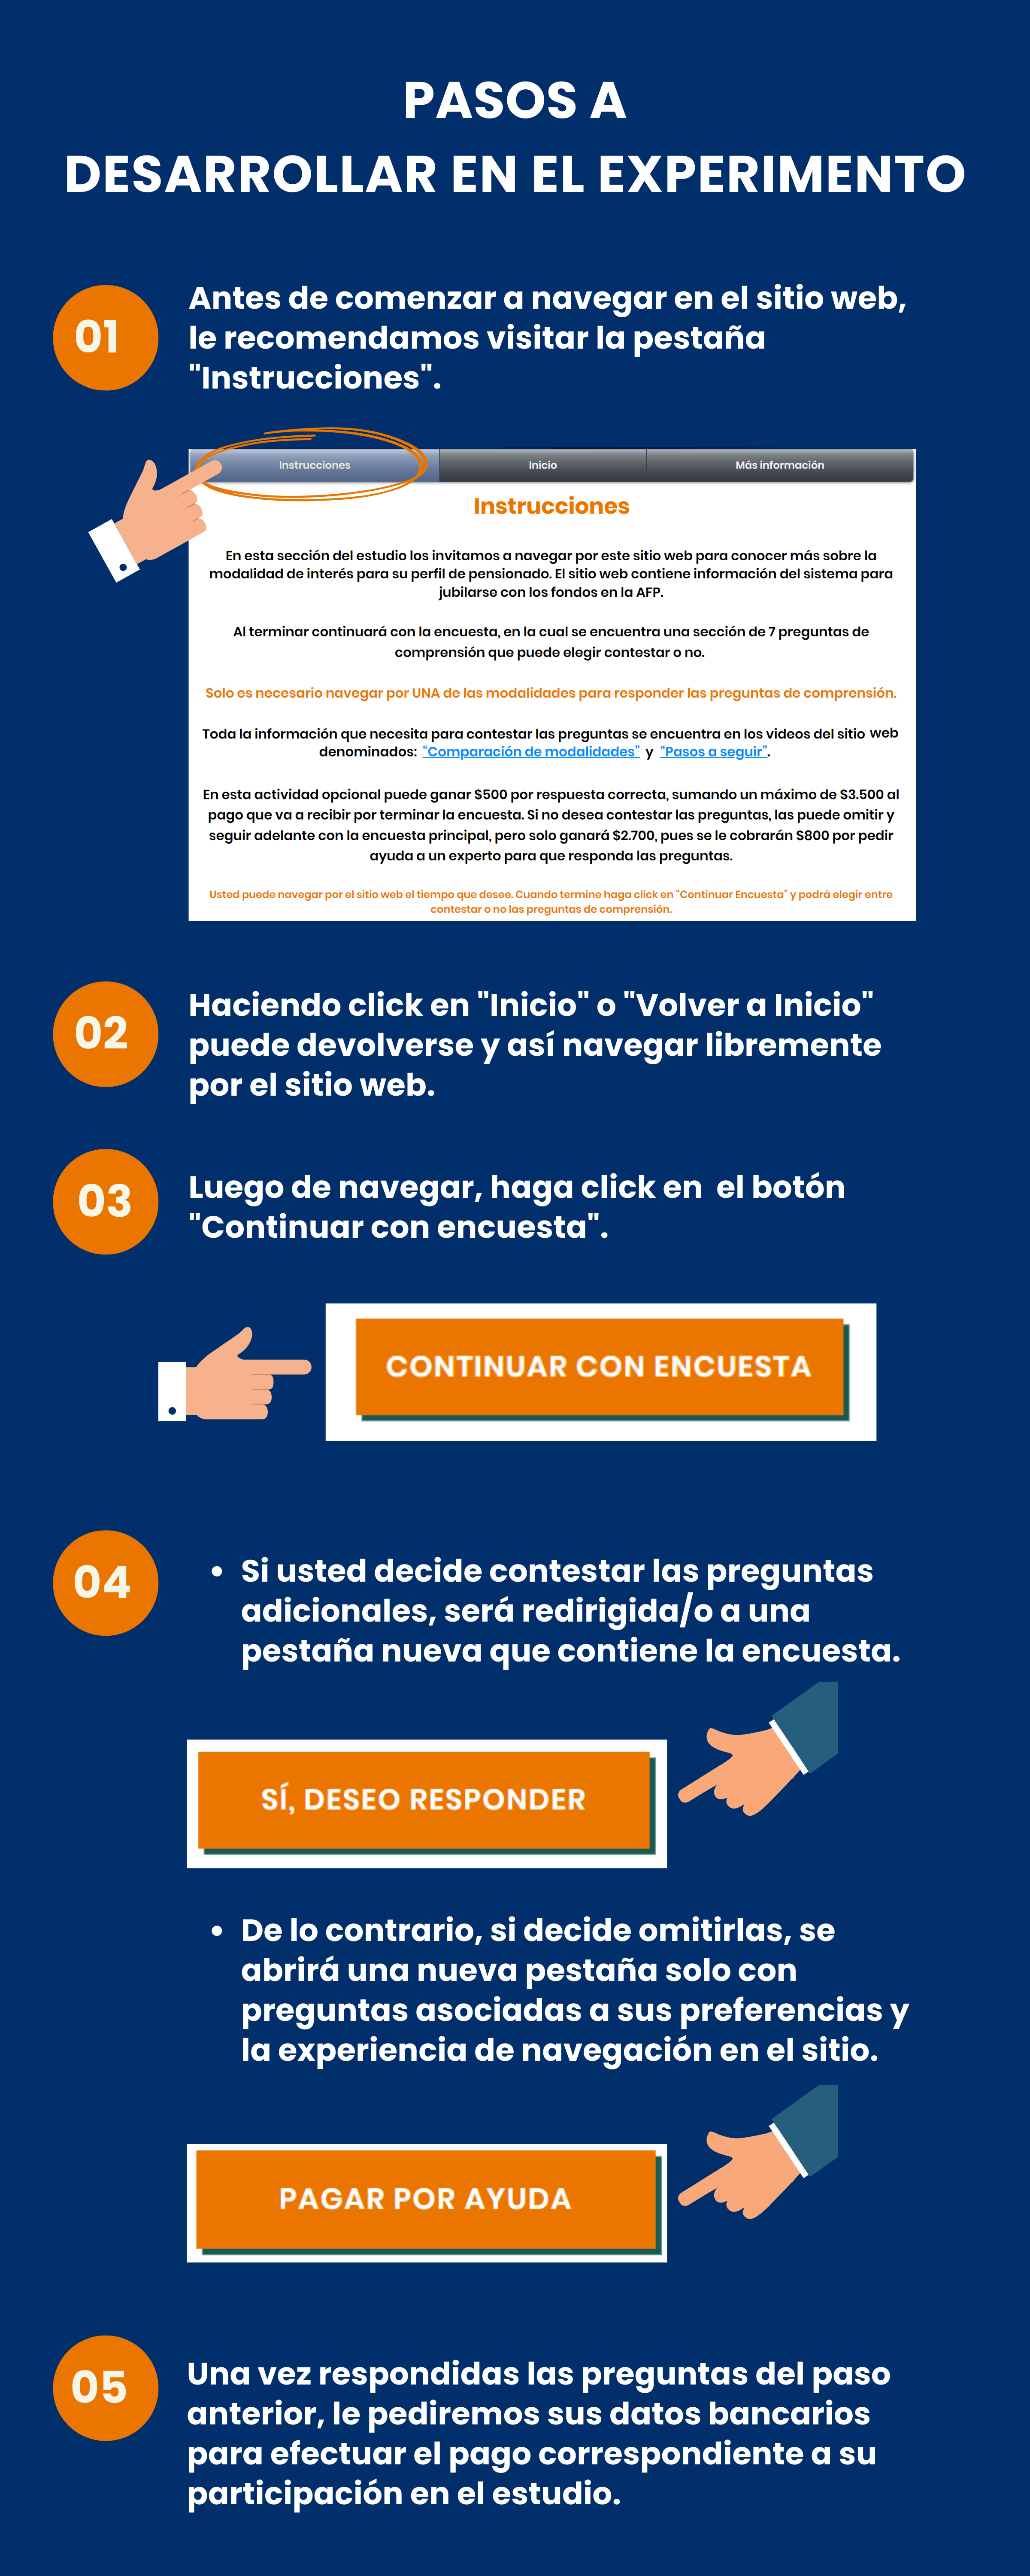 PASOS A
DESARROLLAR EN EL EXPERIMENTO
01
Antes de comenzar a navegar en el sitio web,
le recomendamos visitar la pestaña
"Instrucciones".
Instrucciones Inicio Más información
Instrucciones
En esta sección del estudio los invitamos a navegar por este sitio web para conocer más sobre la
modalidad de interés para su perfil de pensionado. El sitio web contiene información del sistema para
jubilarse con los fondos en la AFP.
Al terminar continuará con la encuesta, en la cual se encuentra una sección de 7 preguntas de
comprensión que puede elegir contestar o no.
Solo es necesario navegar por UNA de las modalidades para responder las preguntas de comprensión.
Toda la información que necesita para contestar las preguntas se encuentra en los videos del sitio web
denominados: “Comparación de modalidades” y “Pasos a seguir”.
En esta actividad opcional puede ganar $500 por respuesta correcta, sumando un máximo de $3.500 al
pago que va a recibir por terminar la encuesta. Si no desea contestar las preguntas, las puede omitir y
seguir adelante con la encuesta principal, pero solo ganará $2.700, pues se le cobrarán $800 por pedir
ayuda a un experto para que responda las preguntas.
Usted puede navegar por el sitio web el tiempo que desee. Cuando termine haga click en “Continuar Encuesta” y podrá elegir entre
contestar o no las preguntas de comprensión.
02
Haciendo click en "Inicio" o "Volver a Inicio"
puede devolverse y así navegar libremente
por el sitio web.
03
Luego de navegar, haga click en el botón
"Continuar con encuesta".
CONTINUAR CON ENCUESTA
04
• Si usted decide contestar las preguntas
adicionales, será redirigida/o a una
pestaña nueva que contiene la encuesta.
SÍ, DESEO RESPONDER
• De lo contrario, si decide omitirlas, se
abrirá una nueva pestaña solo con
preguntas asociadas a sus preferencias y
la experiencia de navegación en el sitio.
PAGAR POR AYUDA
05
Una vez respondidas las preguntas del paso
anterior, le pediremos sus datos bancarios
para efectuar el pago correspondiente a su
participación en el estudio.